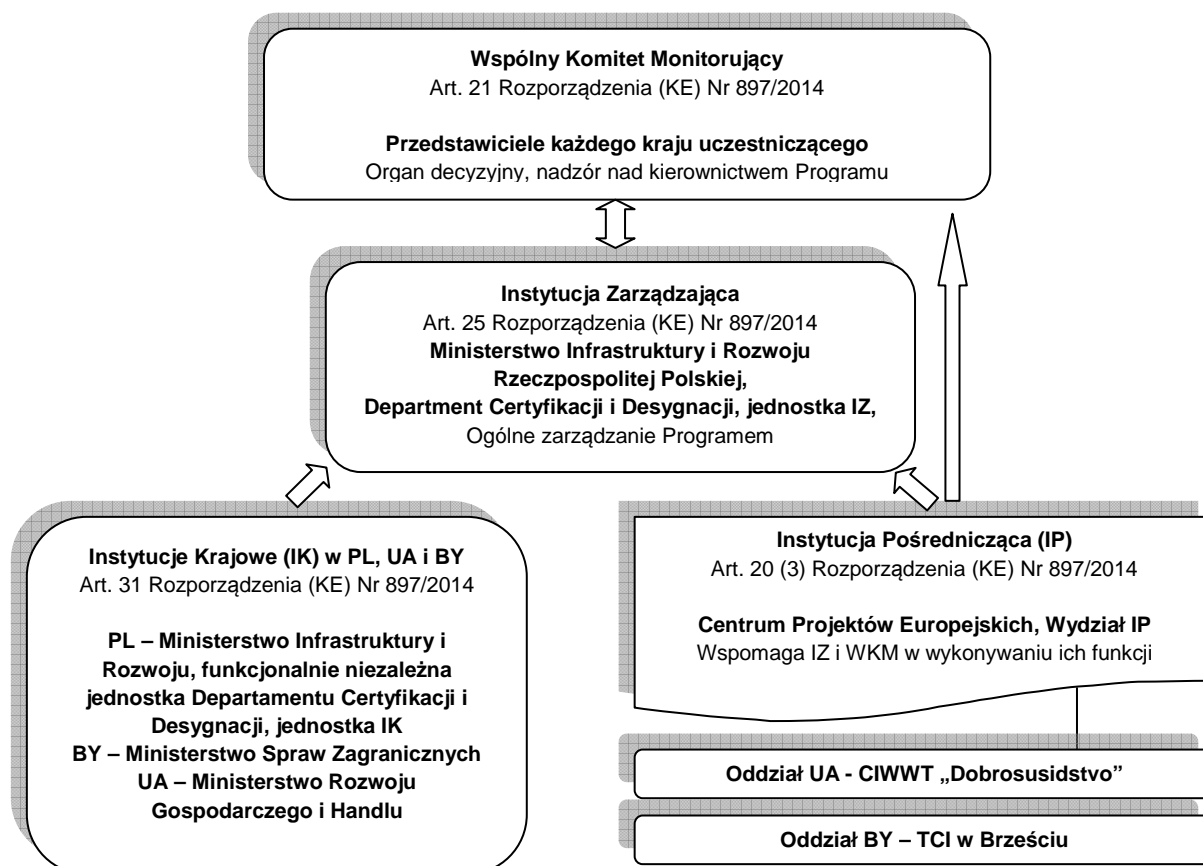 Wspólny Komitet Monitorujący
Art. 21 Rozporządzenia (KE) Nr 897/2014
Przedstawiciele każdego kraju uczestniczącego
Organ decyzyjny, nadzór nad kierownictwem Programu
Instytucja Zarządzająca
Art. 25 Rozporządzenia (KE) Nr 897/2014
Ministerstwo Infrastruktury i Rozwoju
Rzeczpospolitej Polskiej,
Department Certyfikacji i Desygnacji, jednostka IZ,
Ogólne zarządzanie Programem
Instytucje Krajowe (IK) w PL, UA i BY
Art. 31 Rozporządzenia (KE) Nr 897/2014
PL – Ministerstwo Infrastruktury i
Rozwoju, funkcjonalnie niezależna
jednostka Departamentu Certyfikacji i
Desygnacji, jednostka IK
BY – Ministerstwo Spraw Zagranicznych
UA – Ministerstwo Rozwoju
Gospodarczego i Handlu
Instytucja Pośrednicząca (IP)
Art. 20 (3) Rozporządzenia (KE) Nr 897/2014
Centrum Projektów Europejskich, Wydział IP
Wspomaga IZ i WKM w wykonywaniu ich funkcji
Oddział UA - CIWWT „Dobrosusidstvo”
Oddział BY – TCI w Brześciu